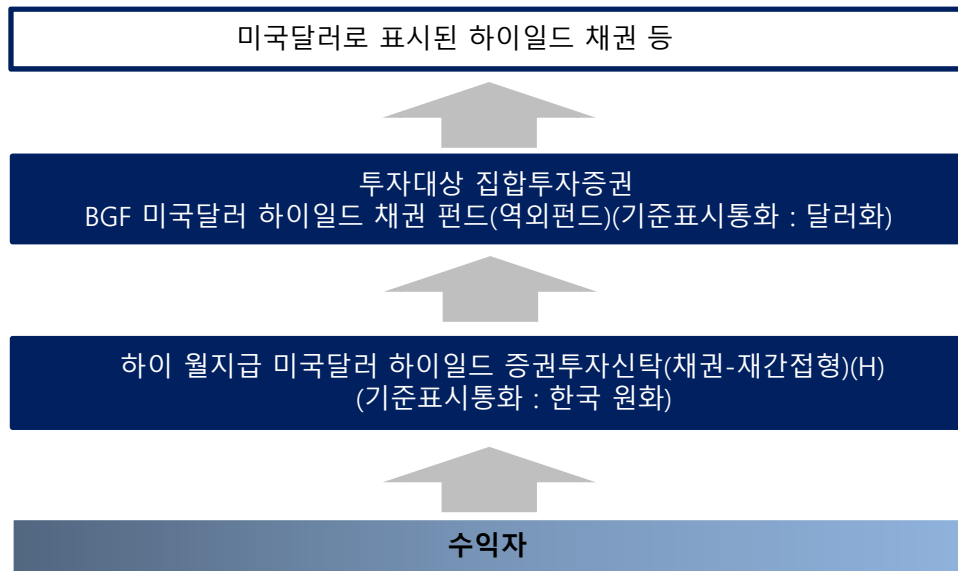 미국달러로 표시된 하이일드 채권 등
투자대상 집합투자증권
BGF 미국달러 하이일드 채권 펀드(역외펀드)(기준표시통화 : 달러화)
하이 월지급 미국달러 하이일드 증권투자신탁(채권-재간접형)(H)
(기준표시통화 : 한국 원화)
수익자